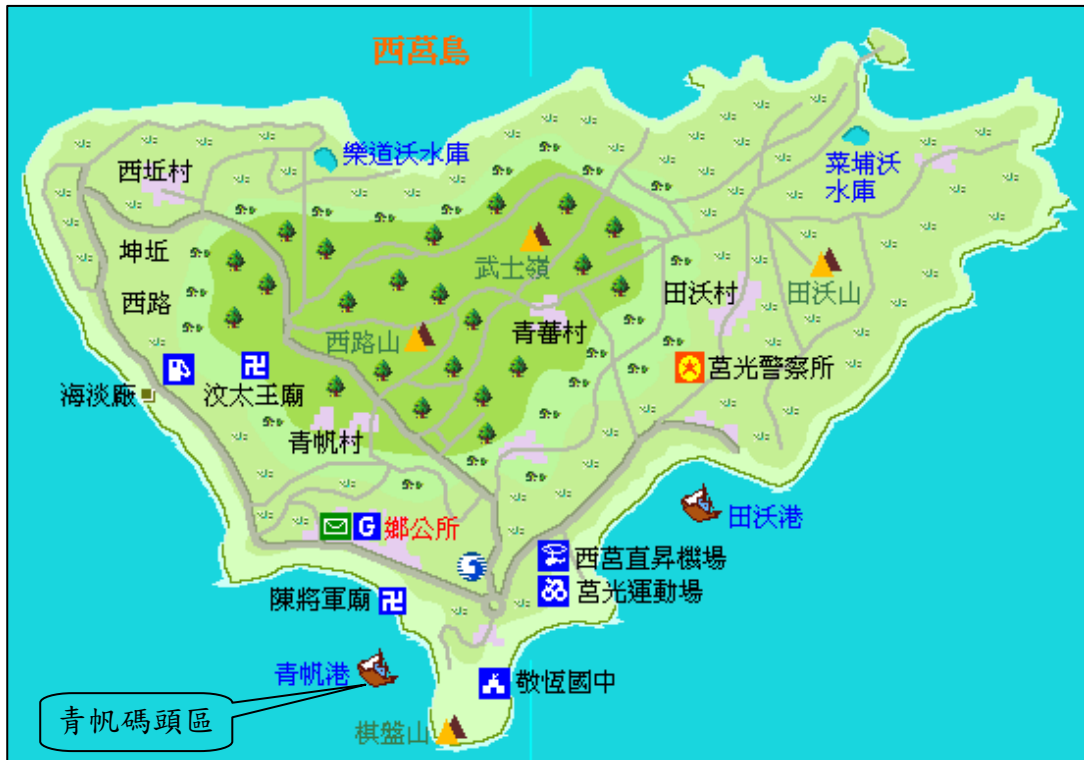 西莒島
樂道沃水庫
菜埔沃
水庫
西坵村
坤坵
西路
武士嶺
田沃村
田沃山
青蕃村
西路山
莒光警察所
海淡廠
汶太王廟
青帆村
田沃港
G
鄉公所
西莒直昇機場
莒光運動場
陳將軍廟
卍
卍
青帆港
敬恆國中
青帆碼頭區
棋盤山